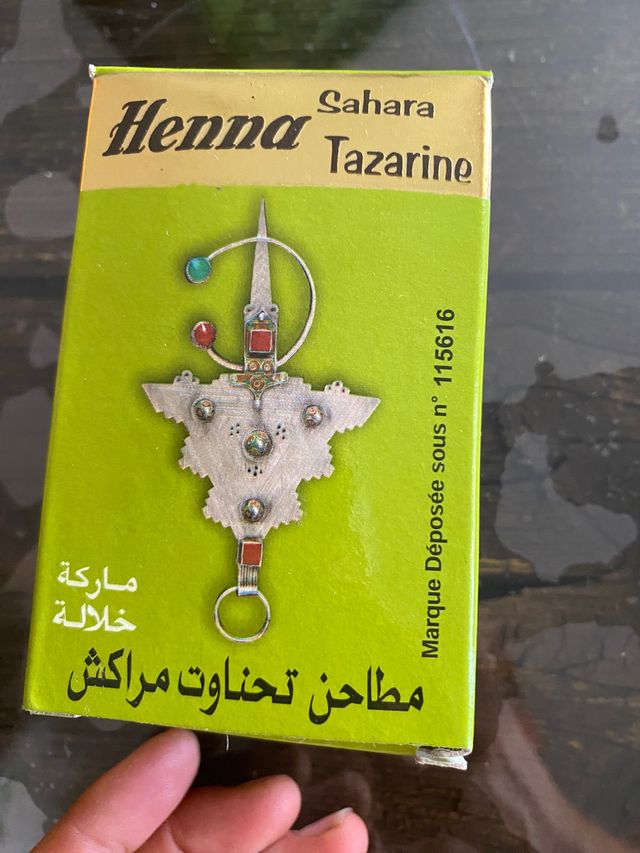 Henna
Sahara
Tazarine
Marque Déposée sous n° 115616
ماركة
خلالة
مطاحن تحناوت مراكش